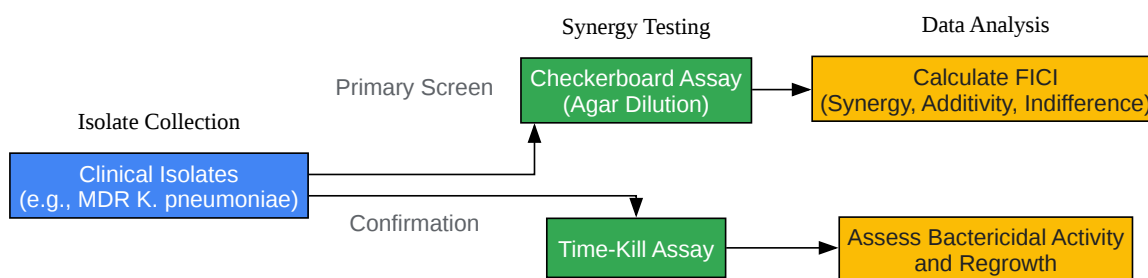 Synergy Testing
Data Analysis
Primary Screen
Checkerboard Assay
(Agar Dilution)
Calculate FICI
(Synergy, Additivity, Indifference)
Isolate Collection
Clinical Isolates
(e.g., MDR K. pneumoniae)
Confirmation
Time-Kill Assay
Assess Bactericidal Activity
and Regrowth